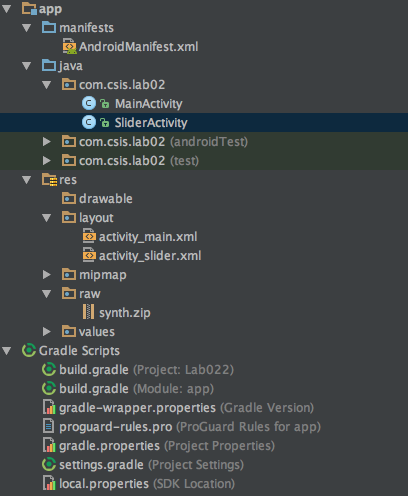 app
manifests
AndroidManifest.xml
java
com.csis.lab02
MainActivity
SliderActivity
com.csis.lab02 (androidTest)
com.csis.lab02 (test)
res
drawable
layout
activity_main.xml
activity_slider.xml
mipmap
raw
synth.zip
values
Gradle Scripts
build.gradle (Project: Lab022)
build.gradle (Module: app)
gradle-wrapper.properties (Gradle Version)
proguard-rules.pro (ProGuard Rules for app)
gradle.properties (Project Properties)
settings.gradle (Project Settings)
local.properties (SDK Location)